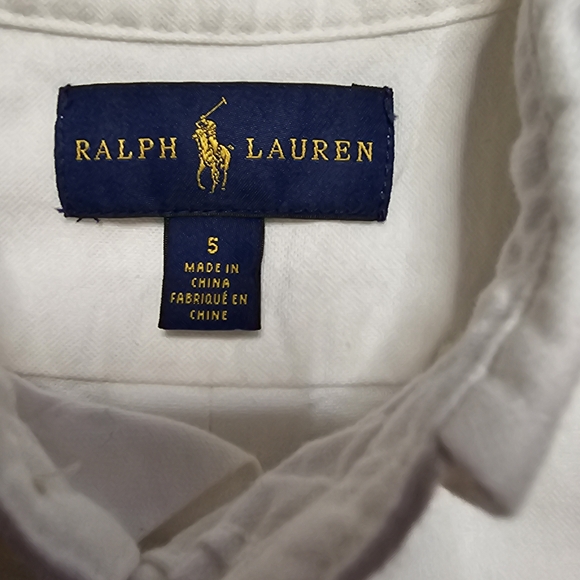 RALPH LAUREN
5
MADE IN
CHINA
FABRIQUÉ EN
CHINE